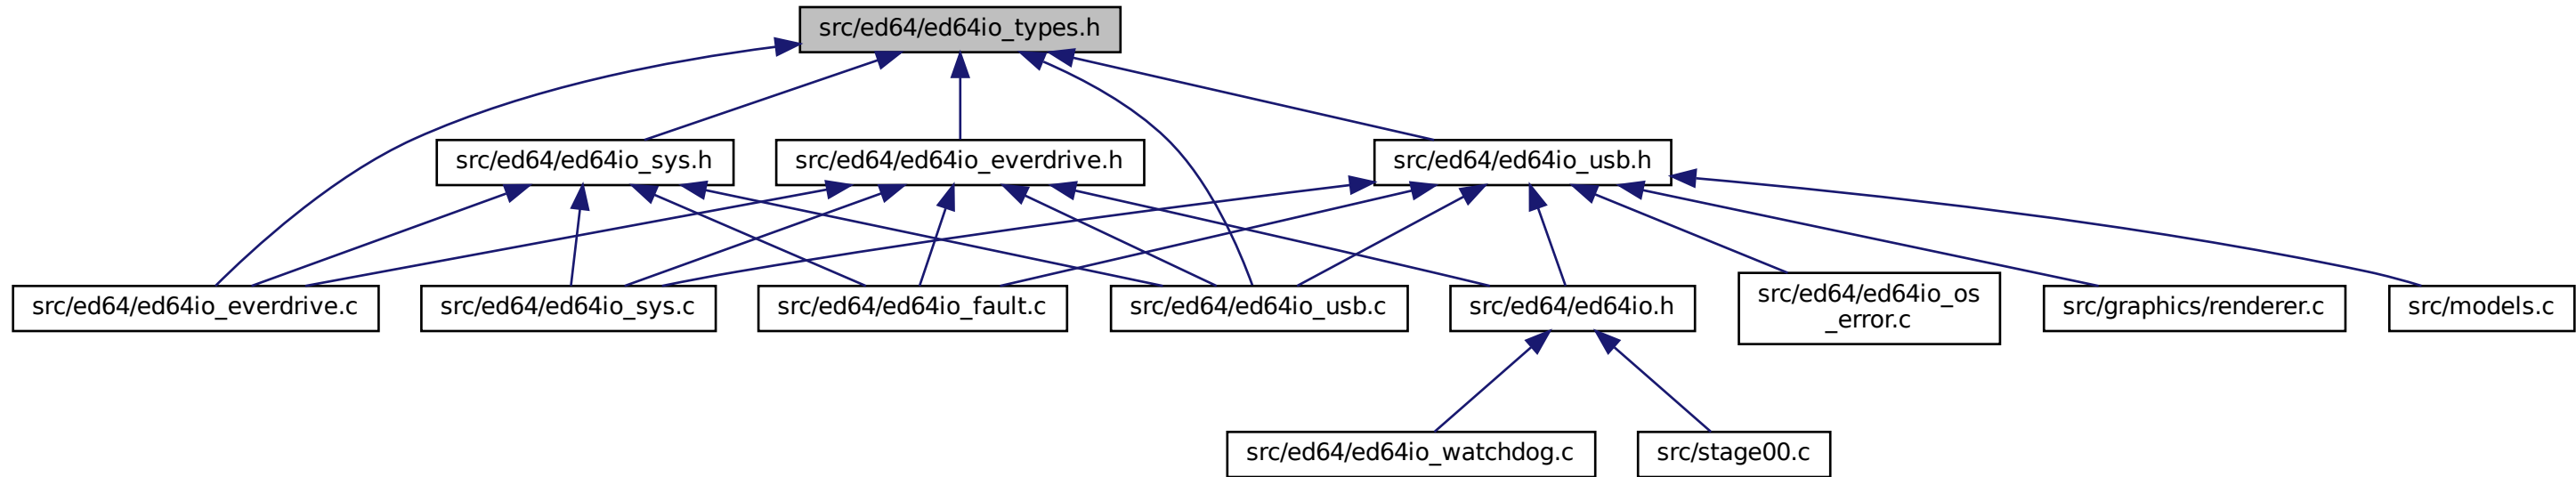 src/ed64/ed64io_types.h
src/ed64/ed64io_sys.h
src/ed64/ed64io_everdrive.h
src/ed64/ed64io_usb.h
src/ed64/ed64io_everdrive.c
src/ed64/ed64io_sys.c
src/ed64/ed64io_fault.c
src/ed64/ed64io_usb.c
src/ed64/ed64io.h
src/ed64/ed64io_os
_error.c
src/graphics/renderer.c
src/models.c
src/ed64/ed64io_watchdog.c
src/stage00.c